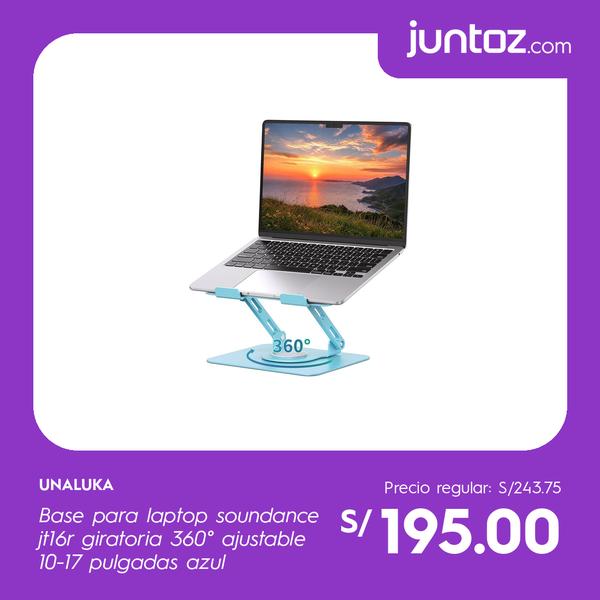 juntoz.com
360°
UNALUKA
Base para laptop soundance
jt16r giratoria 360° ajustable
10-17 pulgadas azul
Precio regular: S/243.75
S/195.00